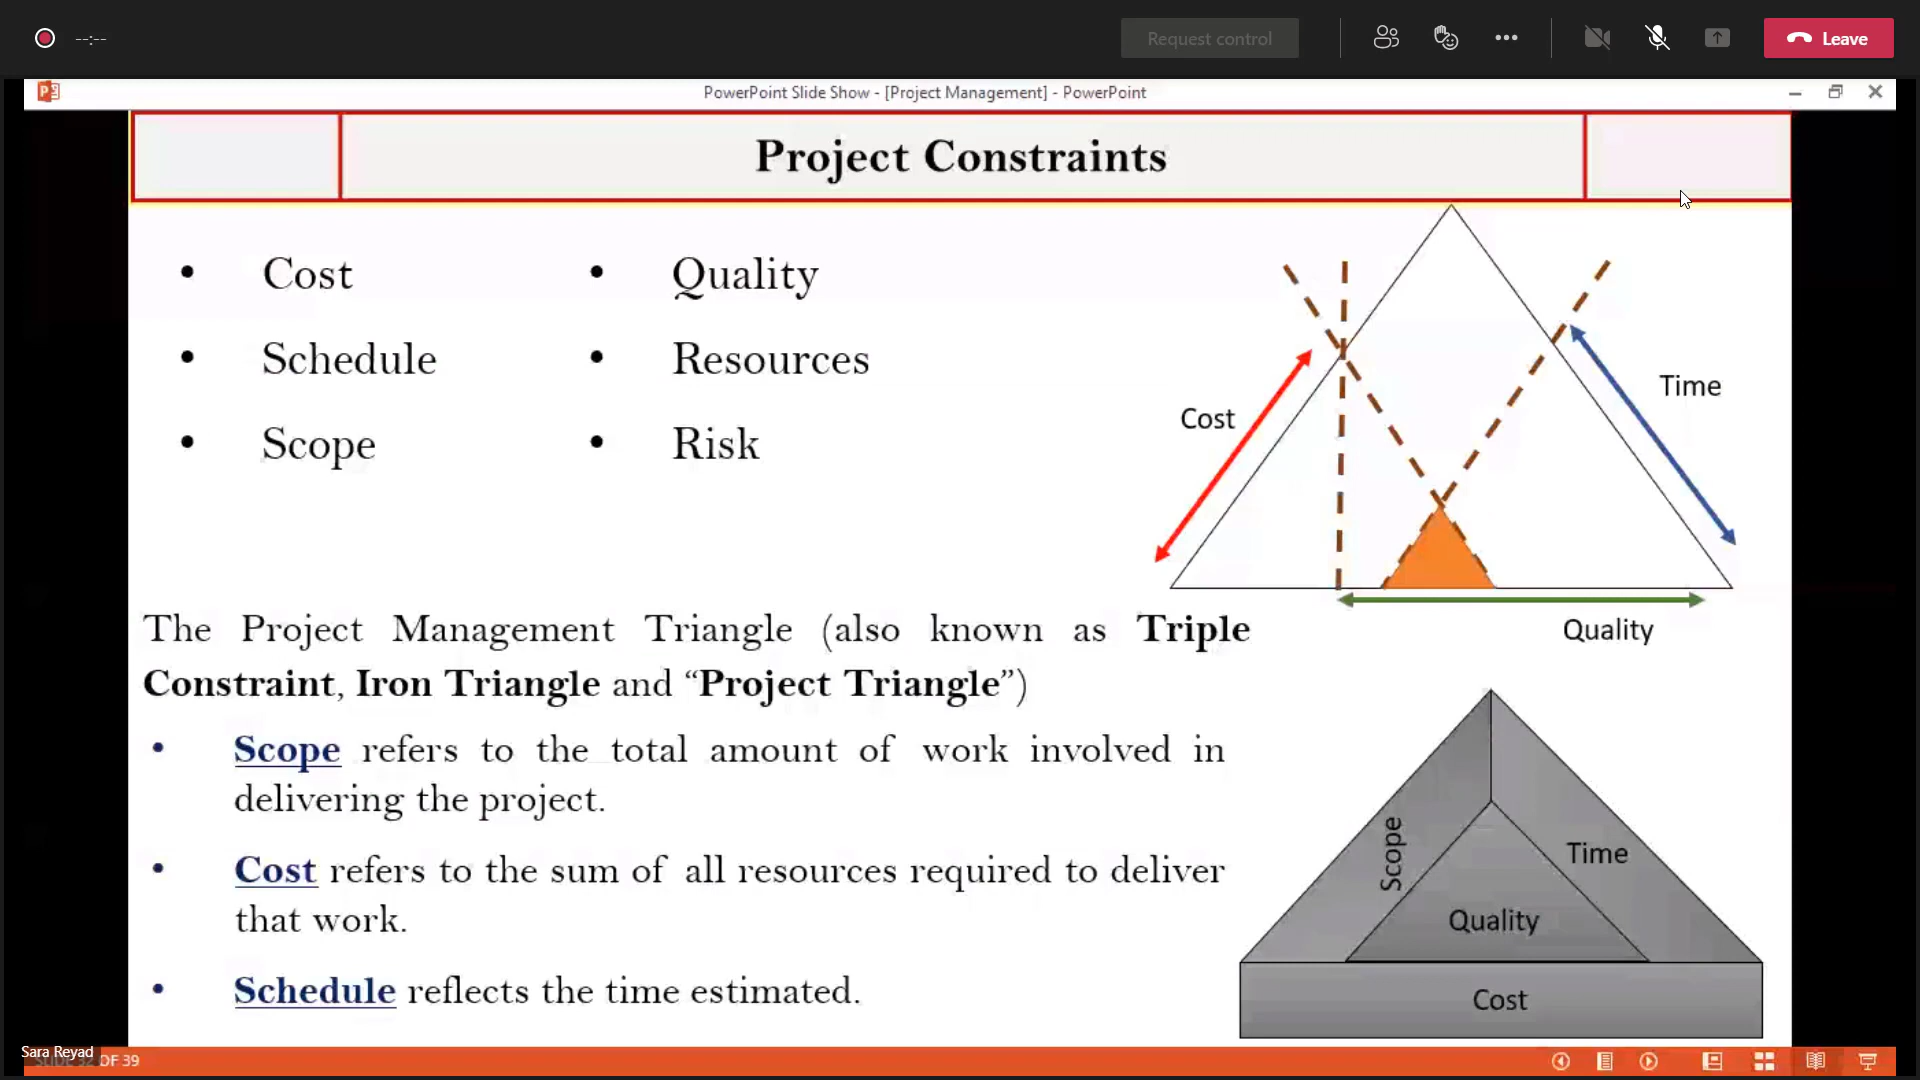 --:--
Request control
Leave
PowerPoint Slide Show - [Project Management] - PowerPoint
Project Constraints
• Cost
• Schedule
• Scope
• Quality
• Resources
• Risk
Cost
Time
Quality
The Project Management Triangle (also known as Triple
Constraint, Iron Triangle and “Project Triangle”)
• Scope refers to the total amount of work involved in
delivering the project.
• Cost refers to the sum of all resources required to deliver
that work.
• Schedule reflects the time estimated.
Scope
Time
Quality
Cost
Sara Reyad
OF 39